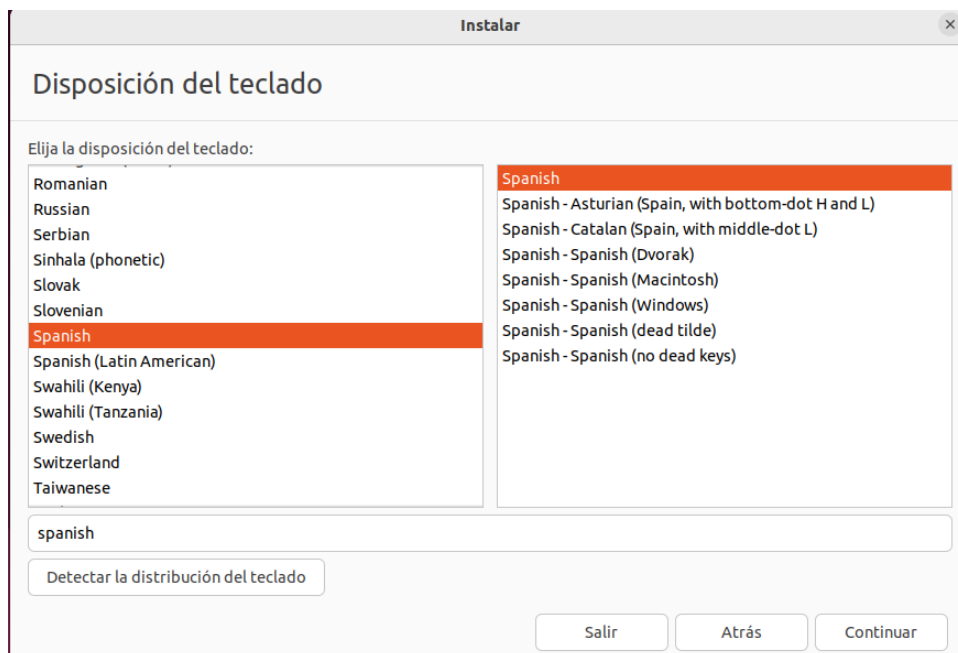 Instalar
Disposición del teclado
Elija la disposición del teclado:
Romanian
Russian
Serbian
Sinhala (phonetic)
Slovak
Slovenian
Spanish
Spanish (Latin American)
Swahili (Kenya)
Swahili (Tanzania)
Swedish
Switzerland
Taiwanese
Spanish
Spanish - Asturian (Spain, with bottom-dot H and L)
Spanish - Catalan (Spain, with middle-dot L)
Spanish - Spanish (Dvorak)
Spanish - Spanish (Macintosh)
Spanish - Spanish (Windows)
Spanish - Spanish (dead tilde)
Spanish - Spanish (no dead keys)
spanish
Detectar la distribución del teclado
Salir
Atrás
Continuar